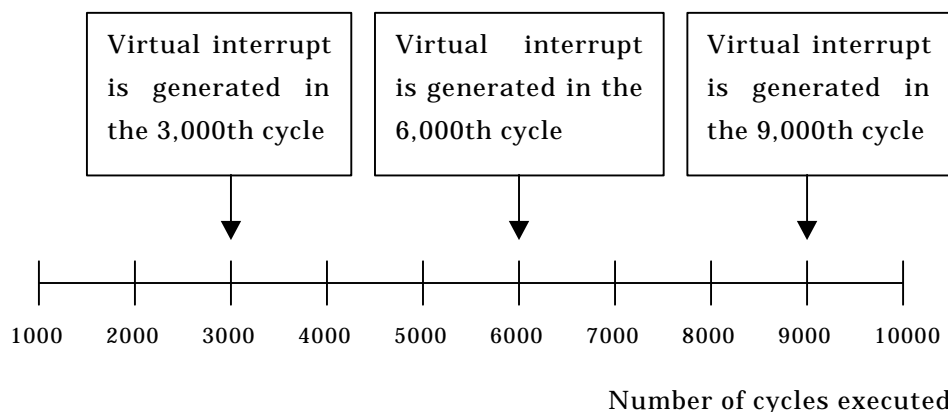 Virtual interrupt
is generated in
the 3,000th cycle
Virtual interrupt
is generated in the
6,000th cycle
Virtual interrupt
is generated in
the 9,000th cycle
1000 2000 3000 4000 5000 6000 7000 8000 9000 10000
Number of cycles executed